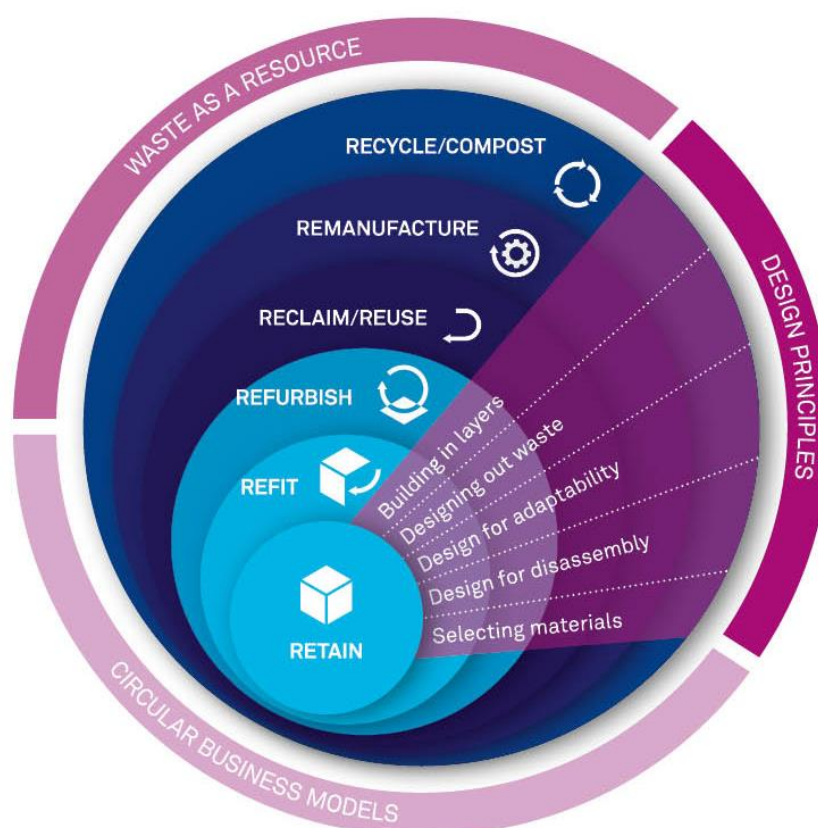 WASTE AS A RESOURCE
DESIGN PRINCIPLES
CIRCULAR BUSINESS MODELS
RECYCLE/COMPOST
REMANUFACTURE
RECLAIM/REUSE
REFURBISH
REFIT
RETAIN
Building in layers
Designing out waste
Design for adaptability
Design for disassembly
Selecting materials